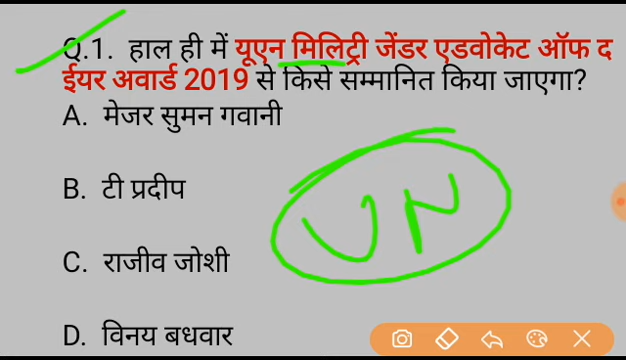 Q.1. हाल ही में यूएन मिलिट्री जेंडर एडवोकेट ऑफ द
ईयर अवार्ड 2019 से किसे सम्मानित किया जाएगा?
A. मेजर सुमन गवानी
B. टी प्रदीप
UN
C. राजीव जोशी
D. विनय बधवार